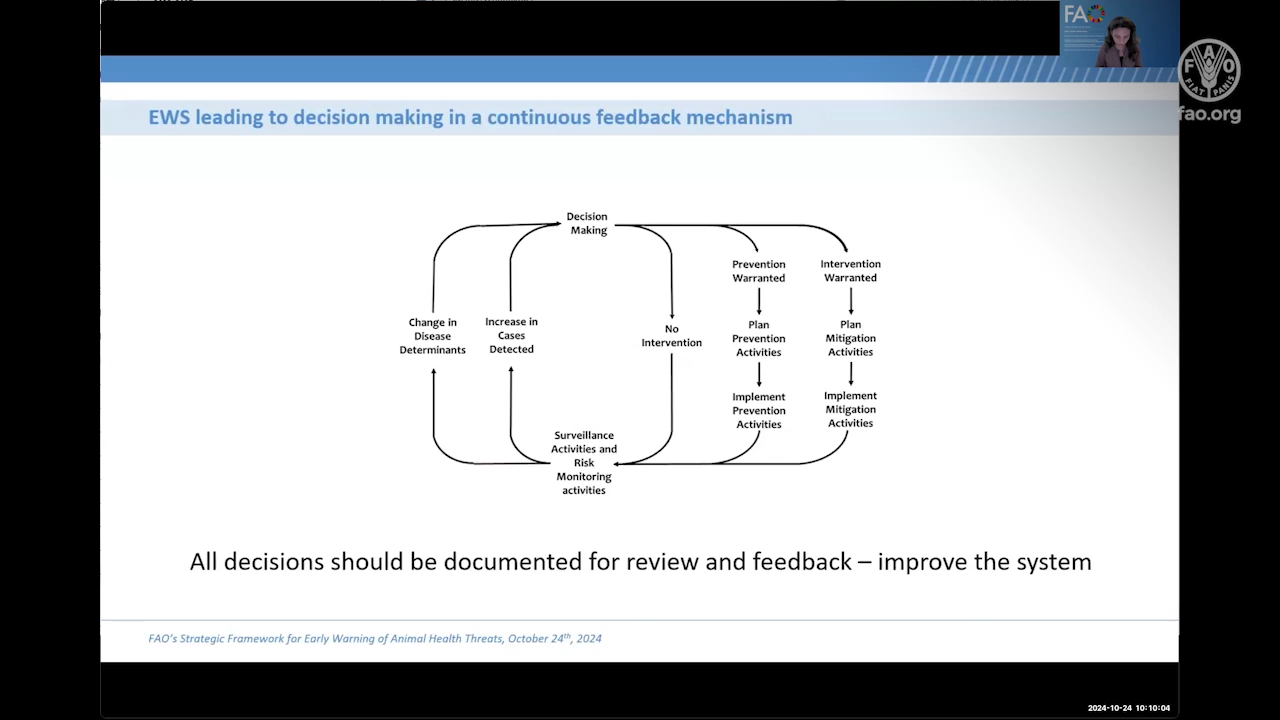 FAO
F A O
FIAT PANIS
fao.org
EWS leading to decision making in a continuous feedback mechanism
Decision
Making
Prevention
Warranted
Intervention
Warranted
Change in
Disease
Determinants
Increase in
Cases
Detected
No
Intervention
Plan
Prevention
Activities
Plan
Mitigation
Activities
Implement
Prevention
Activities
Implement
Mitigation
Activities
Surveillance
Activities and
Risk
Monitoring
activities
All decisions should be documented for review and feedback – improve the system
FAO's Strategic Framework for Early Warning of Animal Health Threats, October 24th, 2024
2024-10-24 10:10:04